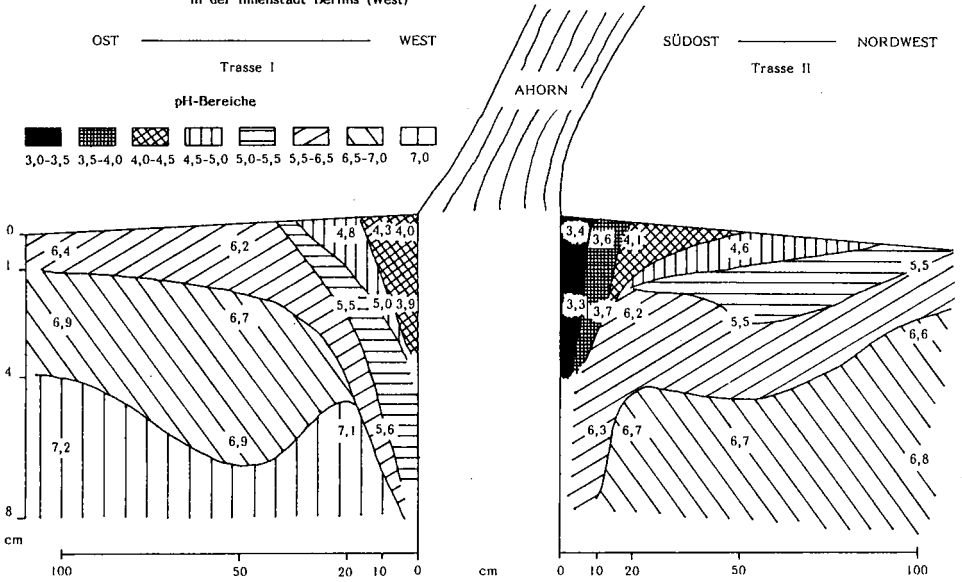 in der Innenstadt Berlins (West)
OST WEST
Trasse I
SÜDOST NORDWEST
Trasse II
AHORN
pH-Bereiche
3,0-3,5 3,5-4,0 4,0-4,5 4,5-5,0 5,0-5,5 5,5-6,5 6,5-7,0 7,0
0
1
4
8
cm
6,4 6,2 4,8 4,3 4,0
5,5 5,0 3,9
6,9 6,7
7,2 6,9 7,1 5,6
3,4 3,6 4,1 4,6 5,5
3,3 3,7 6,2 5,5 6,6
6,3 6,7 6,7 6,8
100 50 20 10 0 cm 0 10 20 50 100